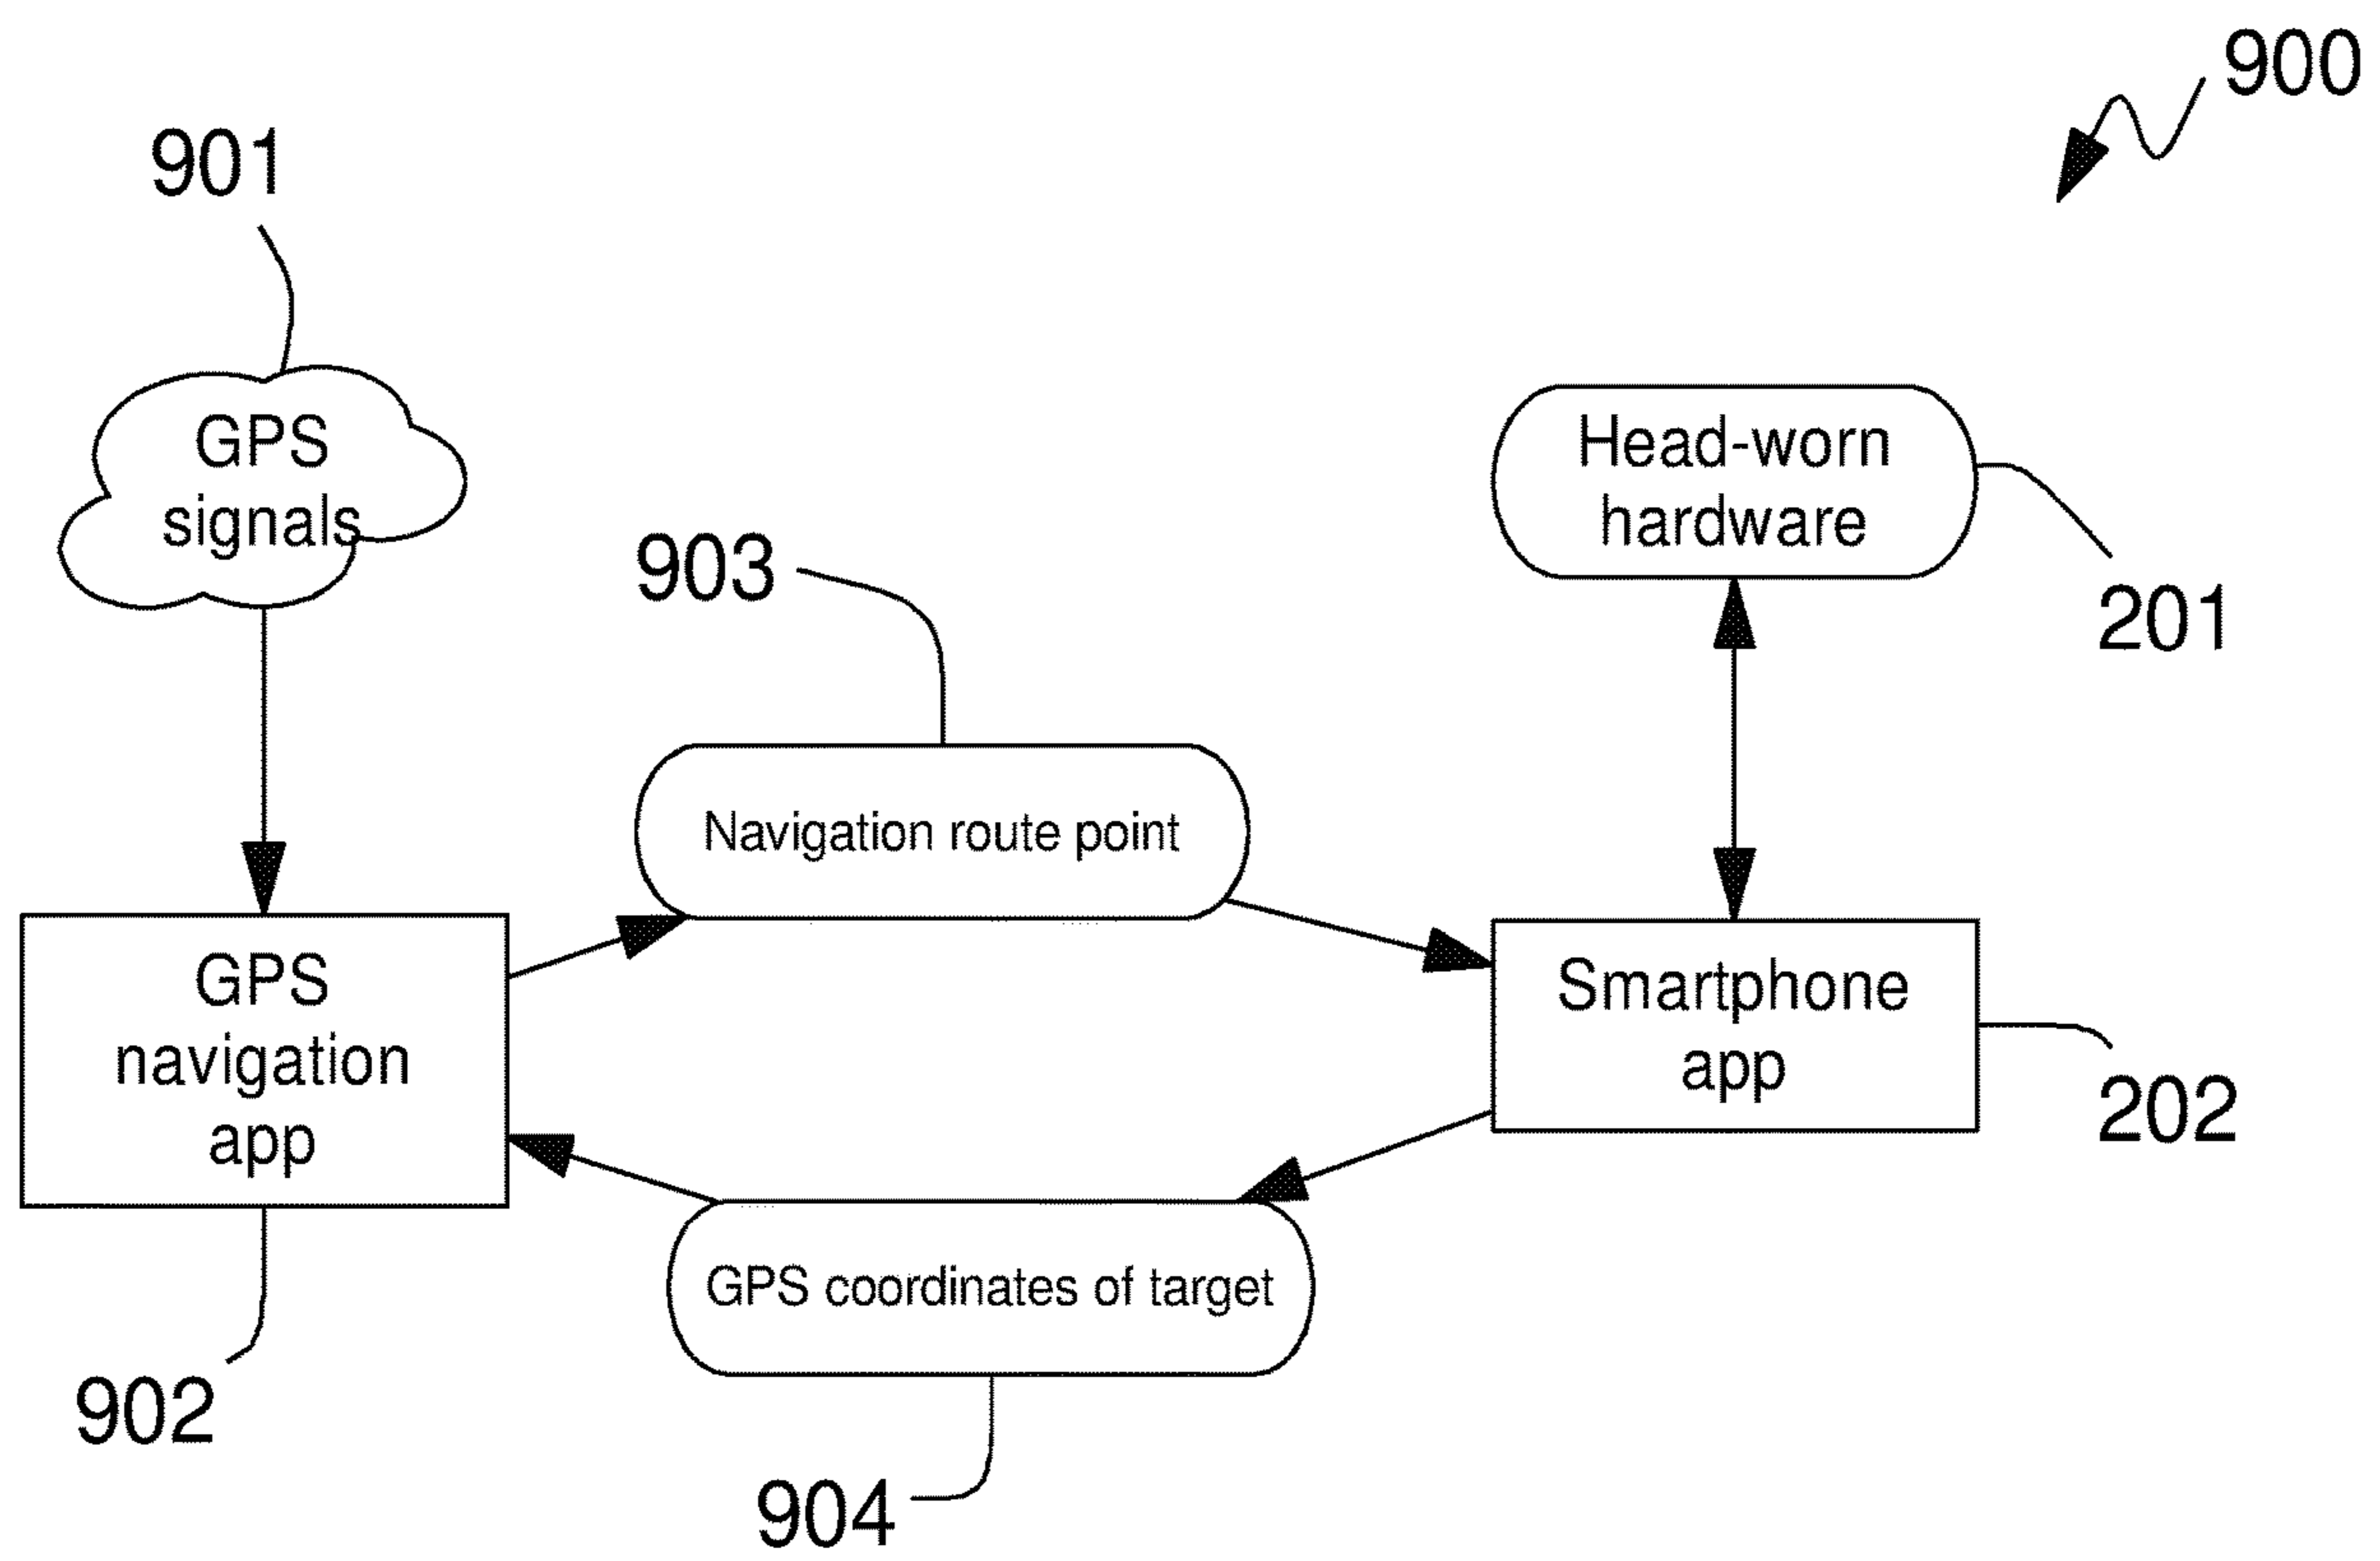 900
901
GPS
signals
Head-worn
hardware
903
201
Navigation route point
GPS
navigation
app
Smartphone
app
202
GPS coordinates of target
902
904